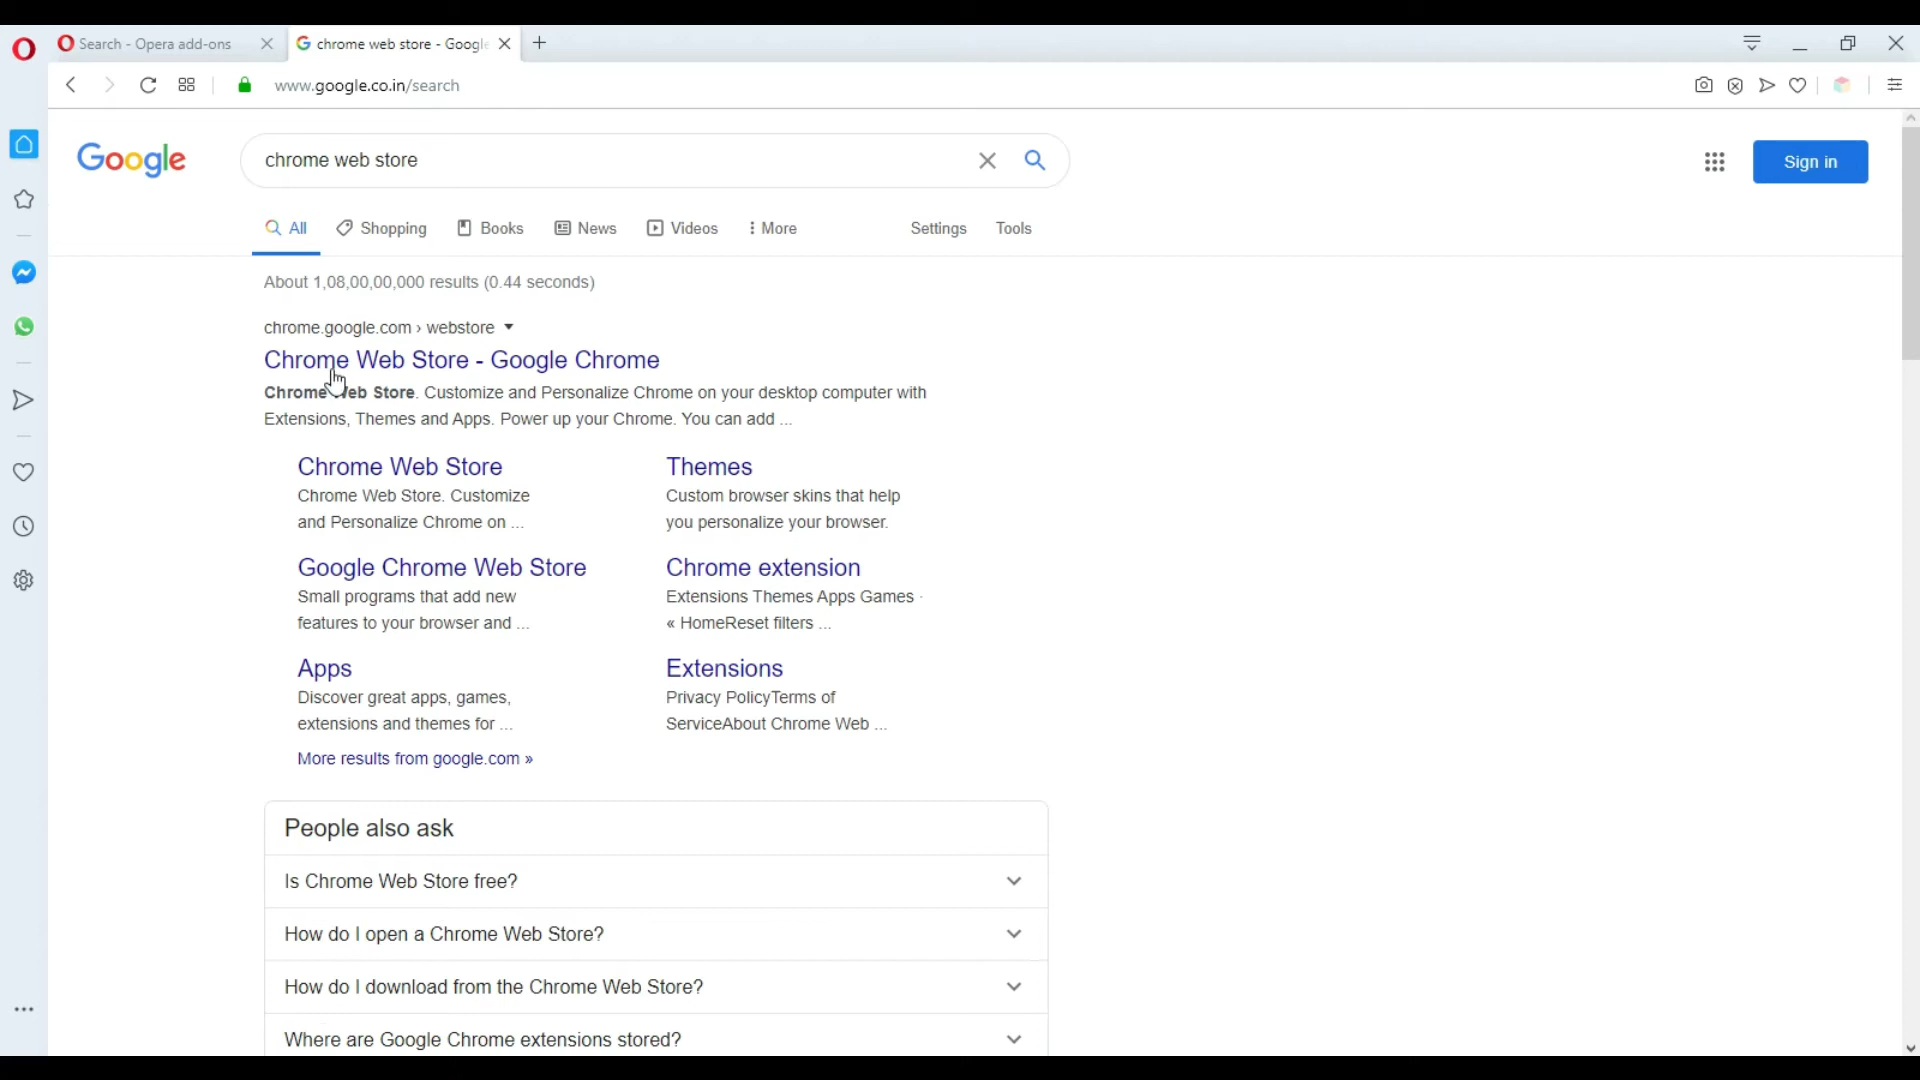 Search - Opera add-ons
chrome web store - Googl
www.google.co.in/search
Google
chrome web store
Sign in
All
Shopping
Books
News
Videos
More
Settings
Tools
About 1,08,00,00,000 results (0.44 seconds)
chrome.google.com › webstore
Chrome Web Store - Google Chrome
Chrome Web Store. Customize and Personalize Chrome on your desktop computer with
Extensions, Themes and Apps. Power up your Chrome. You can add ...
Chrome Web Store
Chrome Web Store. Customize
and Personalize Chrome on ...
Themes
Custom browser skins that help
you personalize your browser.
Google Chrome Web Store
Small programs that add new
features to your browser and ...
Chrome extension
Extensions Themes Apps Games ·
« HomeReset filters ...
Apps
Discover great apps, games,
extensions and themes for ...
Extensions
Privacy PolicyTerms of
ServiceAbout Chrome Web ...
More results from google.com »
People also ask
Is Chrome Web Store free?
How do I open a Chrome Web Store?
How do I download from the Chrome Web Store?
Where are Google Chrome extensions stored?